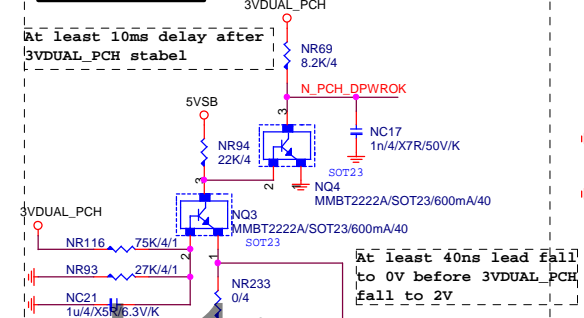 3VDUAL_PCH
At least 10ms delay after
3VDUAL_PCH stabel
NR69
8.2K/4
N_PCH_DPWROK
5VSB
3
NC17
1n/4/X7R/50V/K
NR94
22K/4
SOT23
2
NQ4
MMBT2222A/SOT23/600mA/40
3
3VDUAL_PCH
NQ3
MMBT2222A/SOT23/600mA/40
SOT23
NR116
75K/4/1
2
1
At least 40ns lead fall
to 0V before 3VDUAL_PCH
fall to 2V
NR93
27K/4/1
NR233
0/4
NC21
1u/4/X5R/6.3V/K